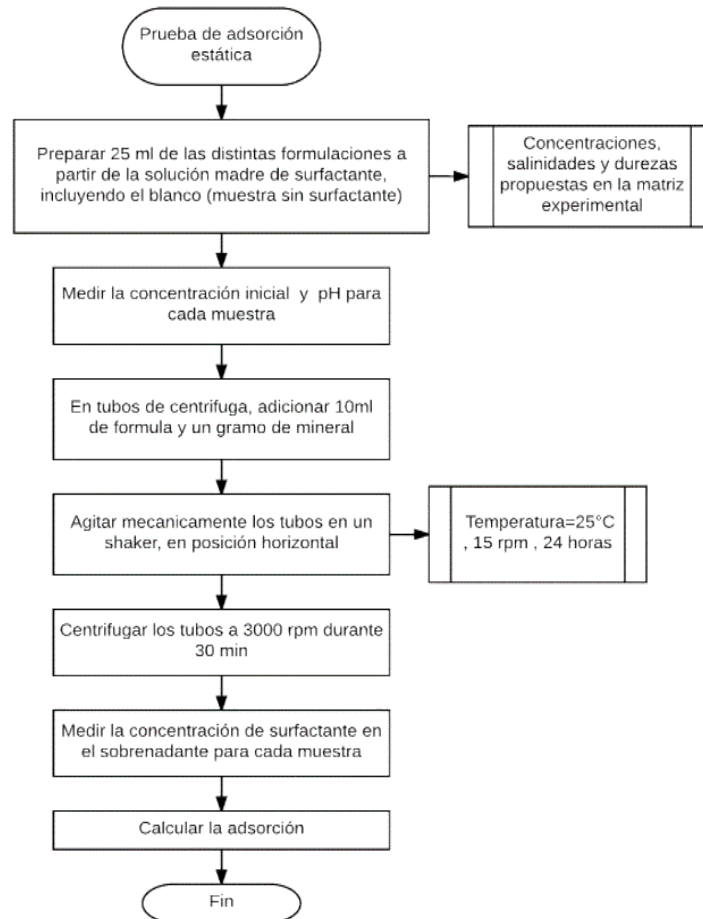 Prueba de adsorción
estática
Preparar 25 ml de las distintas formulaciones a
partir de la solución madre de surfactante,
incluyendo el blanco (muestra sin surfactante)
Concentraciones,
salinidades y durezas
propuestas en la matriz
experimental
Medir la concentración inicial y pH para
cada muestra
En tubos de centrifuga, adicionar 10ml
de formula y un gramo de mineral
Agitar mecanicamente los tubos en un
shaker, en posición horizontal
Temperatura=25°C
, 15 rpm , 24 horas
Centrifugar los tubos a 3000 rpm durante
30 min
Medir la concentración de surfactante en
el sobrenadante para cada muestra
Calcular la adsorción
Fin